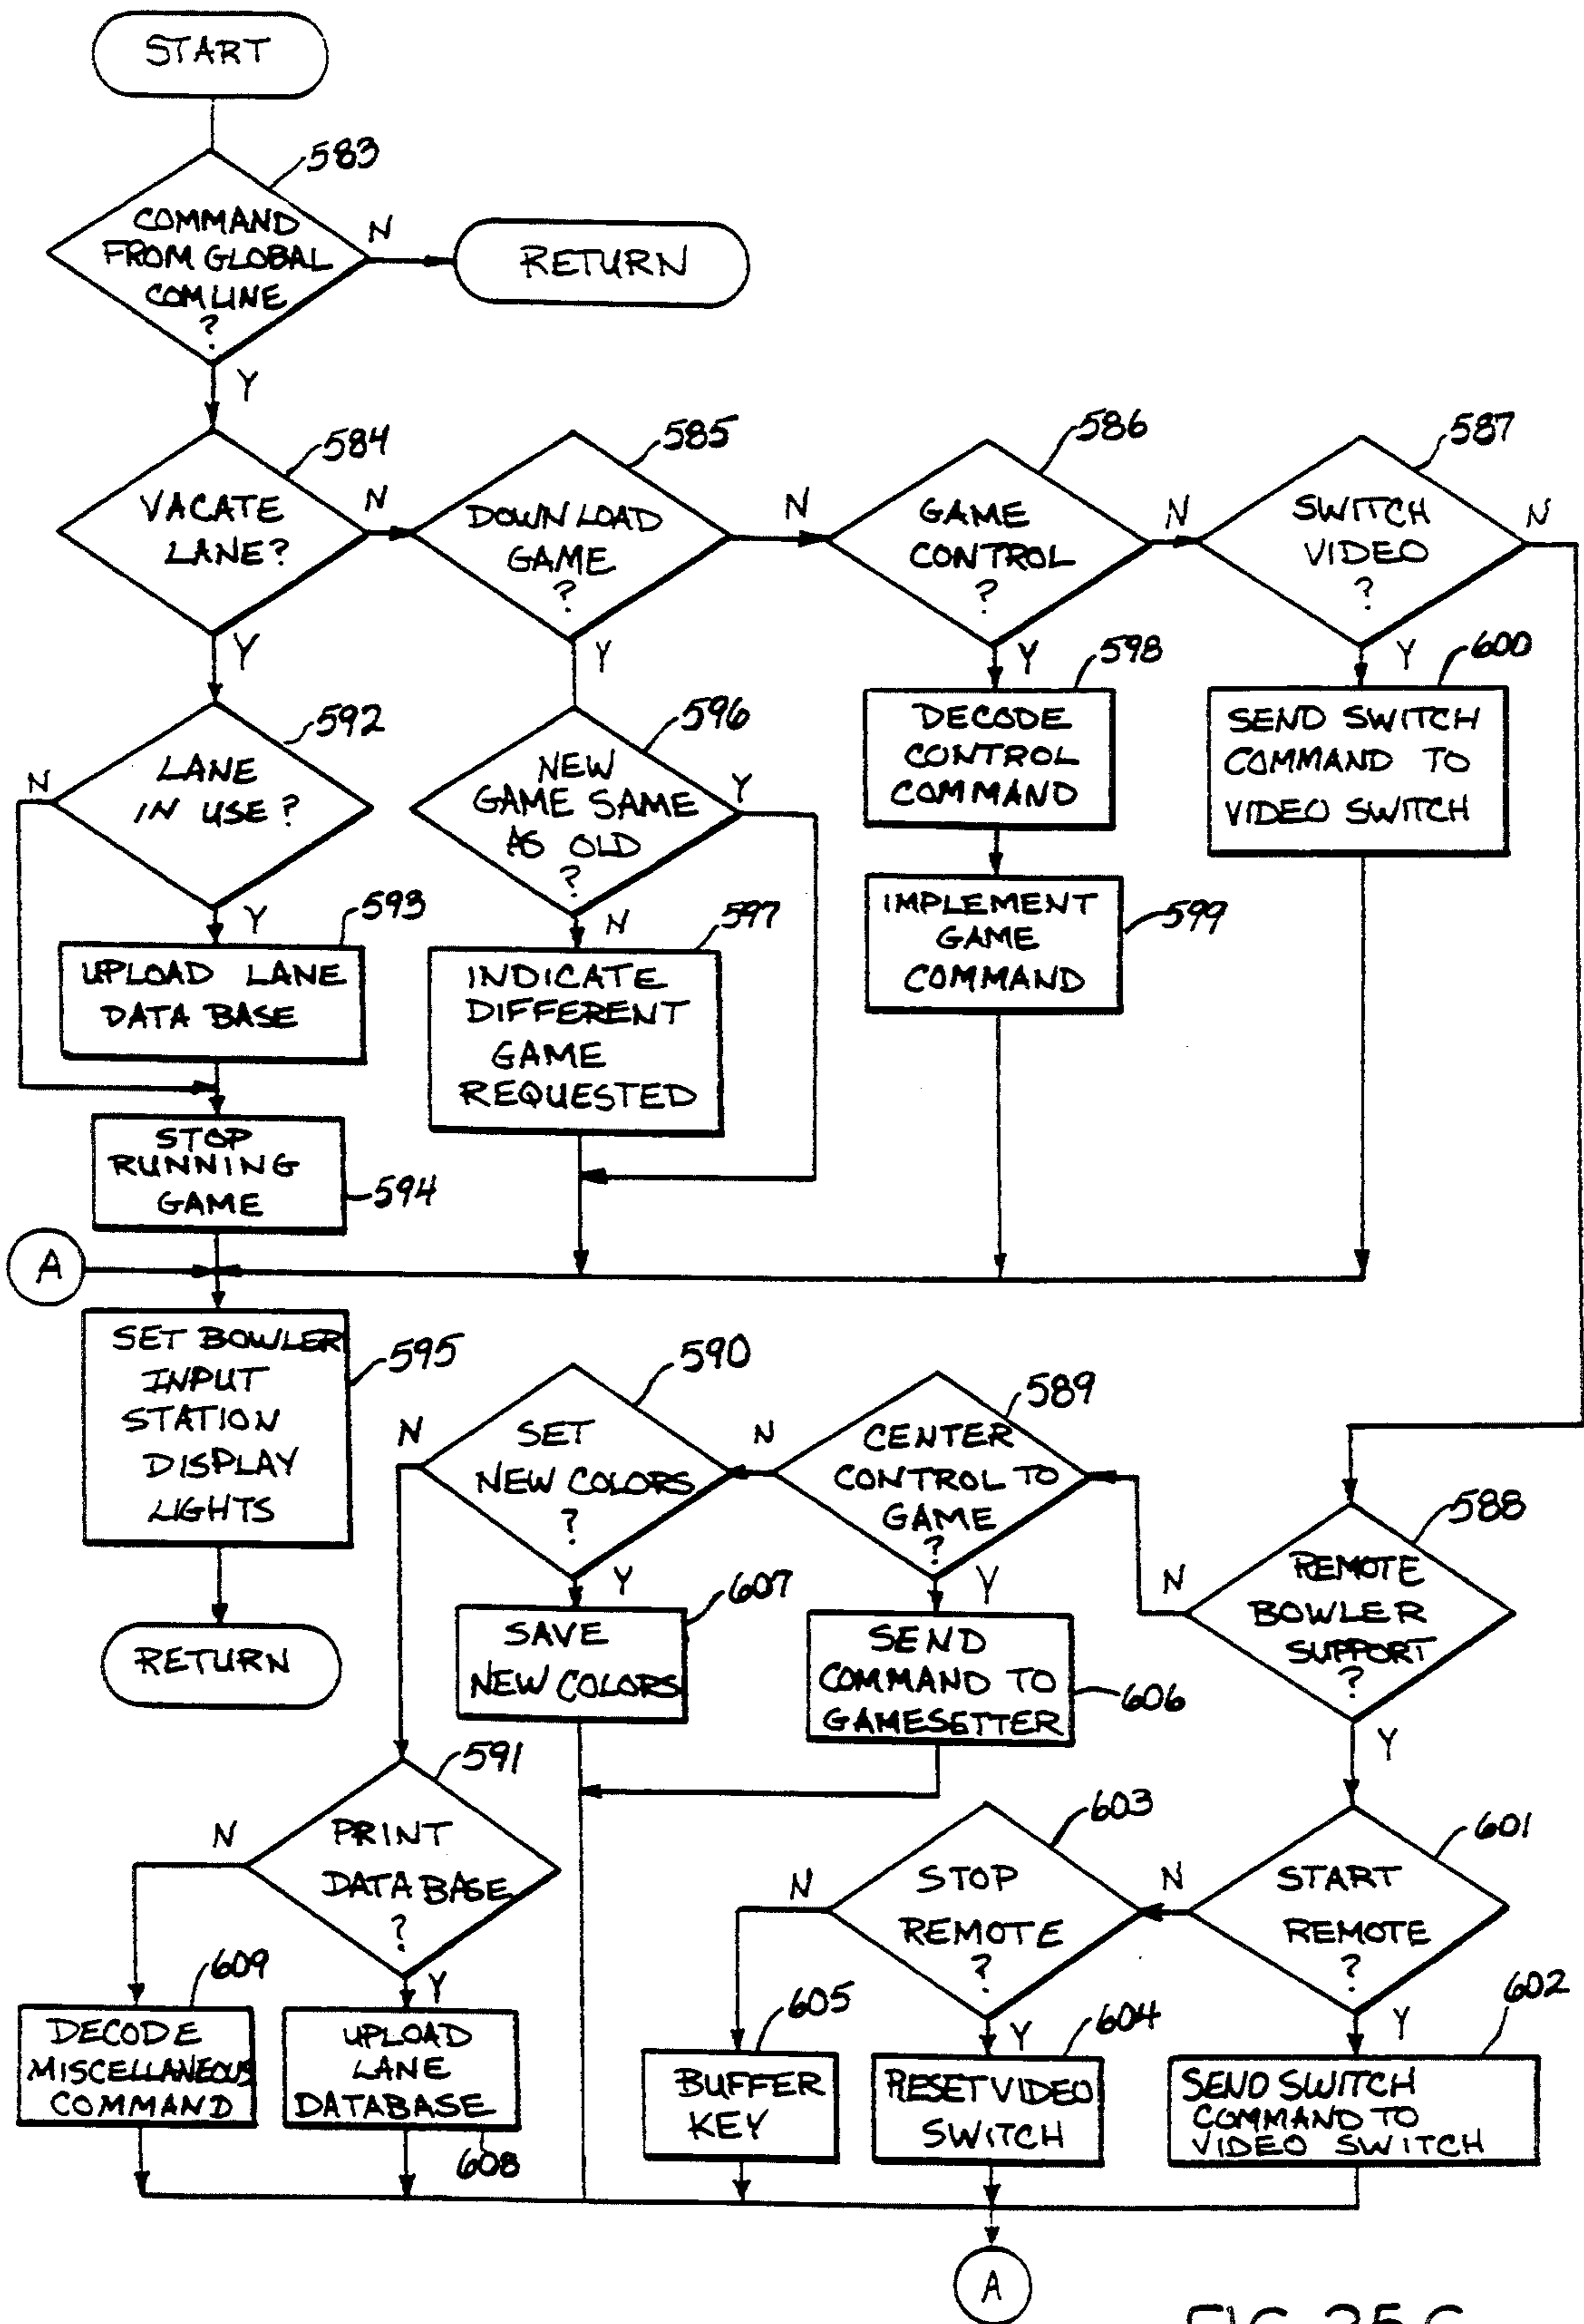 START
583
COMMAND
FROM GLOBAL
COMLINE
?
N
RETURN
Y
584
VACATE
LANE?
N
585
DOWNLOAD
GAME
?
N
586
GAME
CONTROL
?
N
587
SWITCH
VIDEO
?
N
Y
Y
Y
598
DECODE
CONTROL
COMMAND
Y
600
SEND SWITCH
COMMAND TO
VIDEO SWITCH
592
LANE
IN USE?
N
596
NEW
GAME SAME
AS OLD
?
Y
IMPLEMENT
GAME
COMMAND
599
Y
593
UPLOAD LANE
DATA BASE
N
597
INDICATE
DIFFERENT
GAME
REQUESTED
STOP
RUNNING
GAME
594
A
SET BOWLER
INPUT
STATION
DISPLAY
LIGHTS
595
RETURN
590
SET
NEW COLORS
?
N
589
CENTER
CONTROL TO
GAME
?
N
588
REMOTE
BOWLER
SUPPORT
?
N
Y
607
SAVE
NEW COLORS
Y
SEND
COMMAND TO
GAMESETTER
606
Y
591
PRINT
DATA BASE
?
N
603
STOP
REMOTE
?
N
601
START
REMOTE
?
N
609
DECODE
MISCELLANEOUS
COMMAND
Y
UPLOAD
LANE
DATABASE
608
605
BUFFER
KEY
Y
604
RESET VIDEO
SWITCH
Y
602
SEND SWITCH
COMMAND TO
VIDEO SWITCH
A